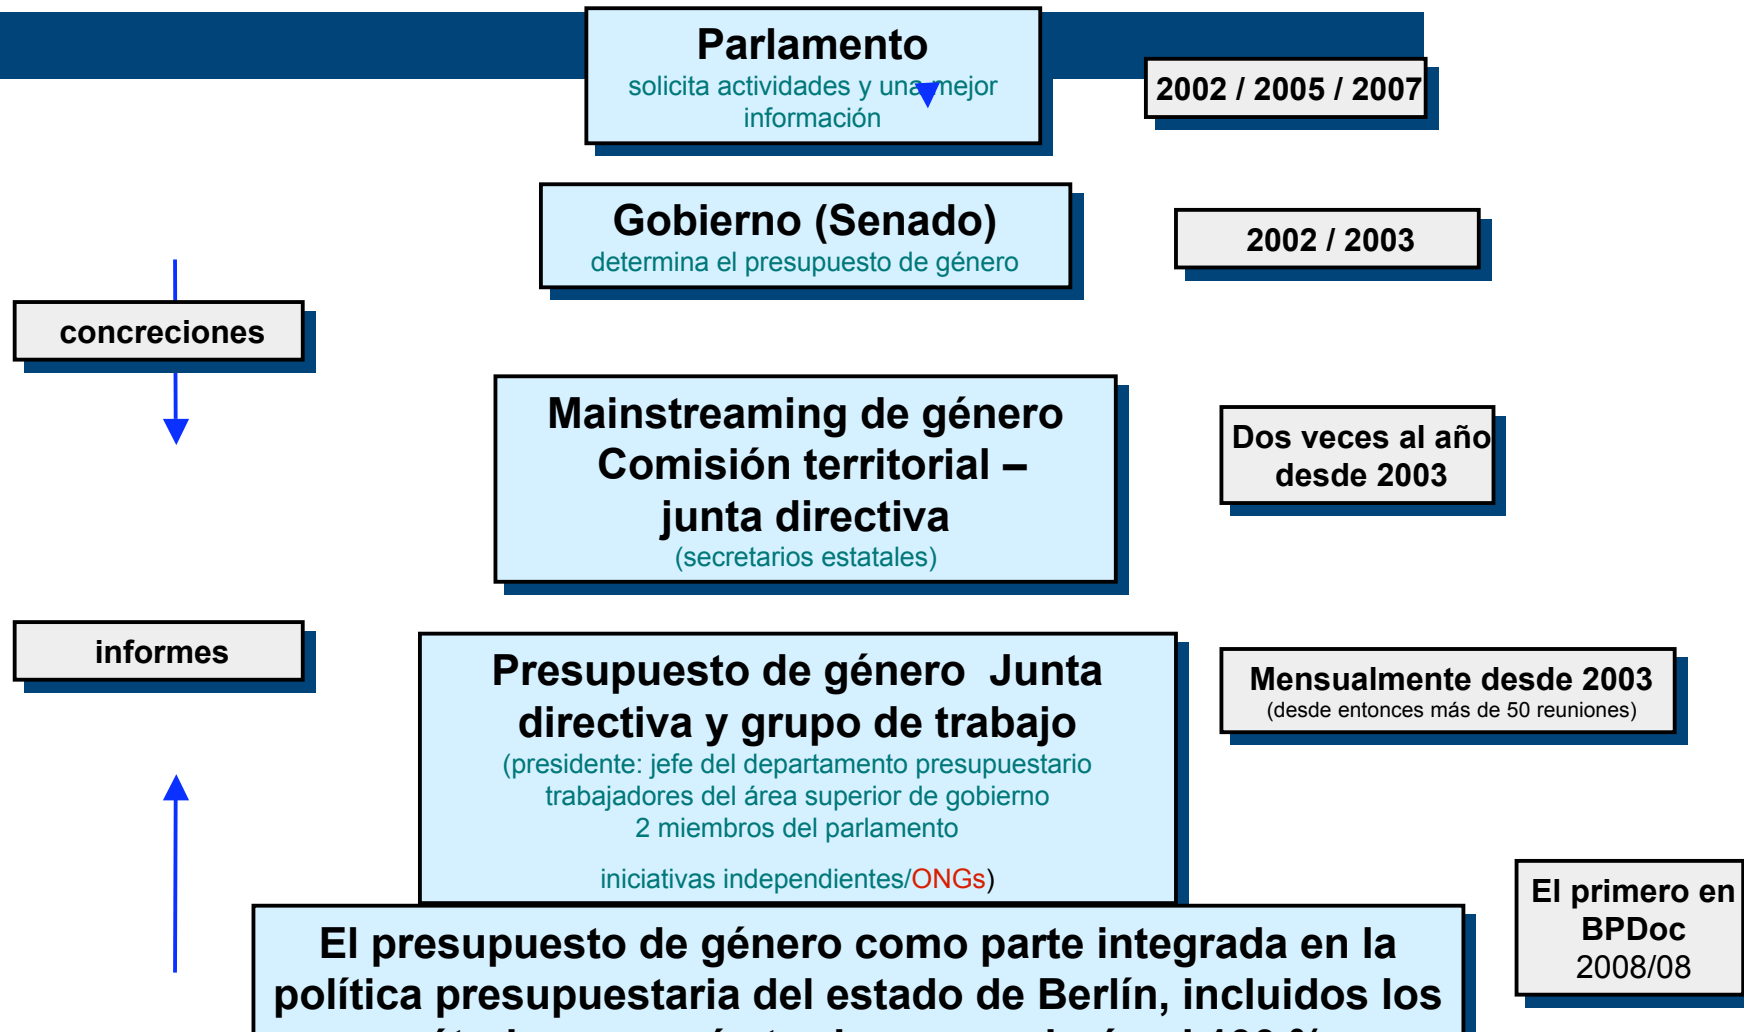 Parlamento
solicita actividades y una mejor
información
2002 / 2005 / 2007
Gobierno (Senado)
determina el presupuesto de género
2002 / 2003
concreciones
Mainstreaming de género
Comisión territorial –
junta directiva
(secretarios estatales)
Dos veces al año
desde 2003
informes
Presupuesto de género Junta
directiva y grupo de trabajo
(presidente: jefe del departamento presupuestario
trabajadores del área superior de gobierno
2 miembros del parlamento
iniciativas independientes/ONGs)
Mensualmente desde 2003
(desde entonces más de 50 reuniones)
El primero en
BPDoc
2008/08
El presupuesto de género como parte integrada en la
política presupuestaria del estado de Berlín, incluidos los